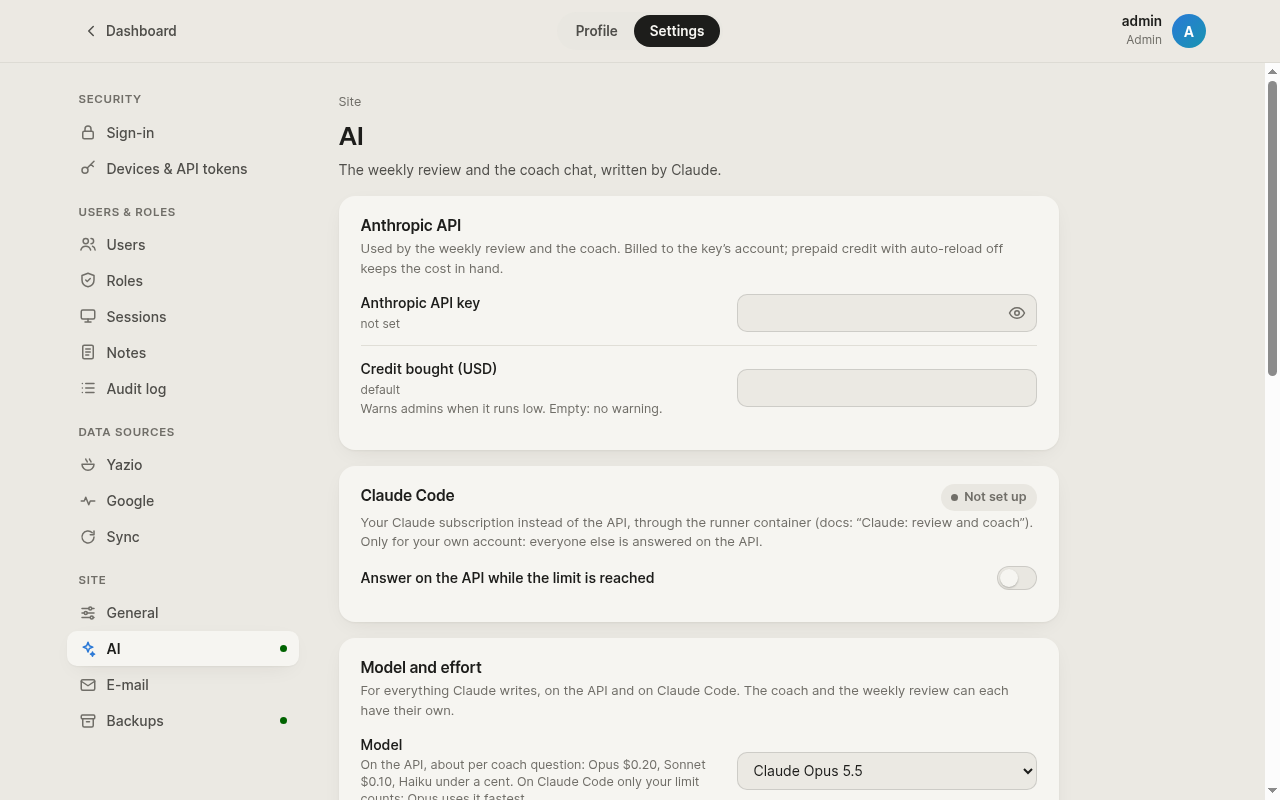 Dashboard
Profile
Settings
admin
Admin
A
SECURITY
Sign-in
Devices & API tokens
USERS & ROLES
Users
Roles
Sessions
Notes
Audit log
DATA SOURCES
Yazio
Google
Sync
SITE
General
AI
E-mail
Backups
Site
AI
The weekly review and the coach chat, written by Claude.
Anthropic API
Used by the weekly review and the coach. Billed to the key’s account; prepaid credit with auto-reload off
keeps the cost in hand.
Anthropic API key
not set
Credit bought (USD)
default
Warns admins when it runs low. Empty: no warning.
Claude Code
Not set up
Your Claude subscription instead of the API, through the runner container (docs: “Claude: review and coach”).
Only for your own account: everyone else is answered on the API.
Answer on the API while the limit is reached
Model and effort
For everything Claude writes, on the API and on Claude Code. The coach and the weekly review can each
have their own.
Model
On the API, about per coach question: Opus $0.20, Sonnet
$0.10, Haiku under a cent. On Claude Code only your limit
counts: Opus uses it fastest.
Claude Opus 5.5